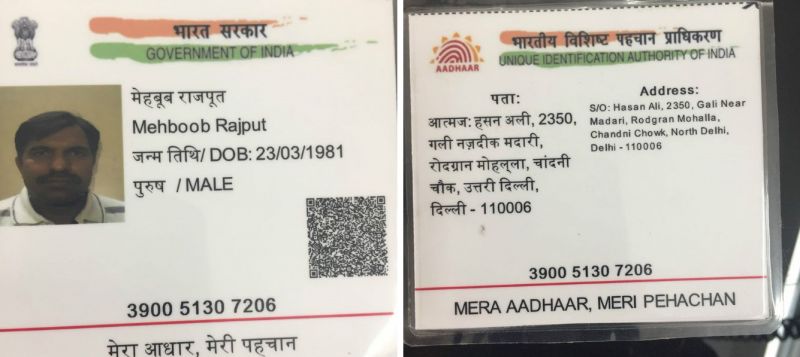 भारत सरकार
GOVERNMENT OF INDIA
मेहबूब राजपूत
Mehboob Rajput
जन्म तिथि/ DOB: 23/03/1981
पुरुष / MALE
3900 5130 7206
मेरा आधार, मेरी पहचान
भारतीय विशिष्ट पहचान प्राधिकरण
UNIQUE IDENTIFICATION AUTHORITY OF INDIA
AADHAAR
पता:
आत्मज: हसन अली, 2350,
गली नज़दीक मदारी,
रोदग्रान मोहल्ला, चांदनी
चौक, उत्तरी दिल्ली,
दिल्ली - 110006
Address:
S/O: Hasan Ali, 2350, Gali Near
Madari, Rodgran Mohalla,
Chandni Chowk, North Delhi,
Delhi - 110006
3900 5130 7206
MERA AADHAAR, MERI PEHACHAN